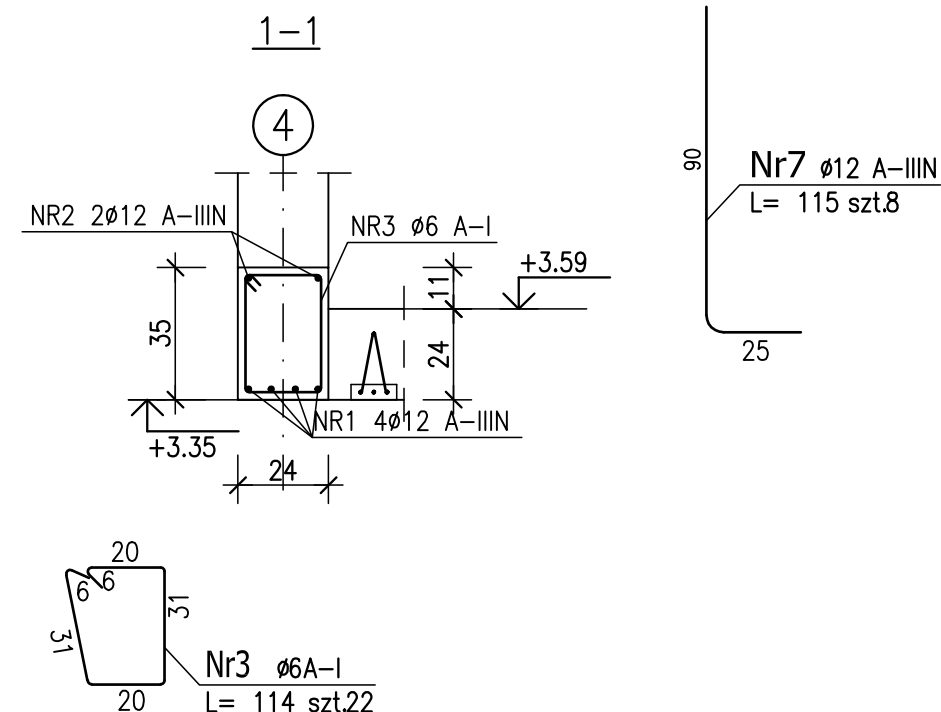 1-1
4
NR2 2ø12 A-IIIN
NR3 ø6 A-I
+3.59
11
35
24
NR1 4ø12 A-IIIN
+3.35
24
90
Nr7 ø12 A-IIIN
L= 115 szt.8
25
20
6
6
31
31
Nr3 ø6A-I
L= 114 szt.22
20